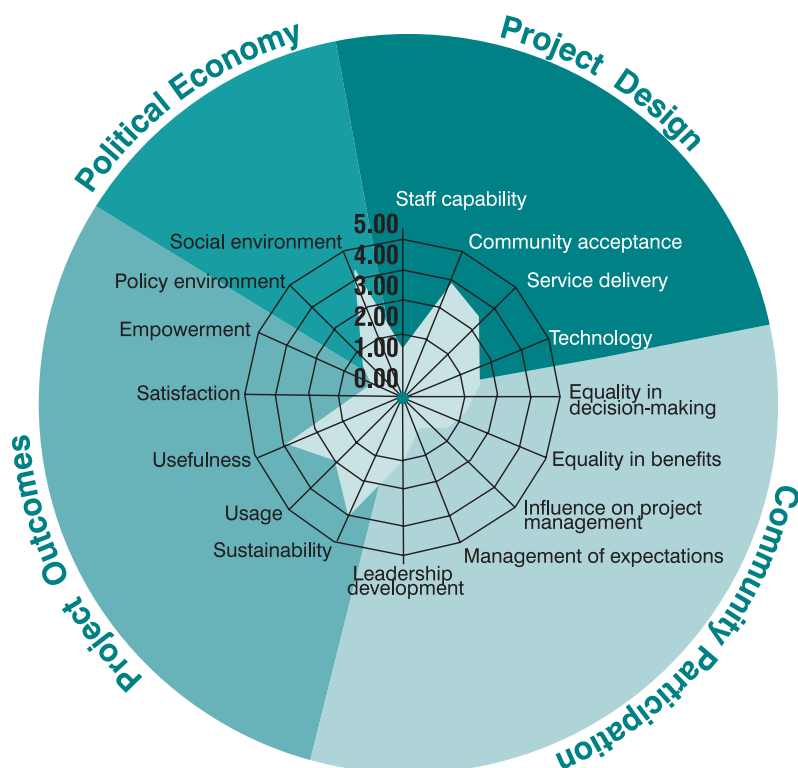 Political Economy
Project Design
Staff capability
5.00
4.00
3.00
2.00
1.00
0.00
Social environment
Community acceptance
Policy environment
Service delivery
Empowerment
Technology
Satisfaction
Equality in
decision-making
Usefulness
Equality in benefits
Usage
Influence on project
management
Sustainability
Management of expectations
Leadership
development
Project Outcomes
Community Participation